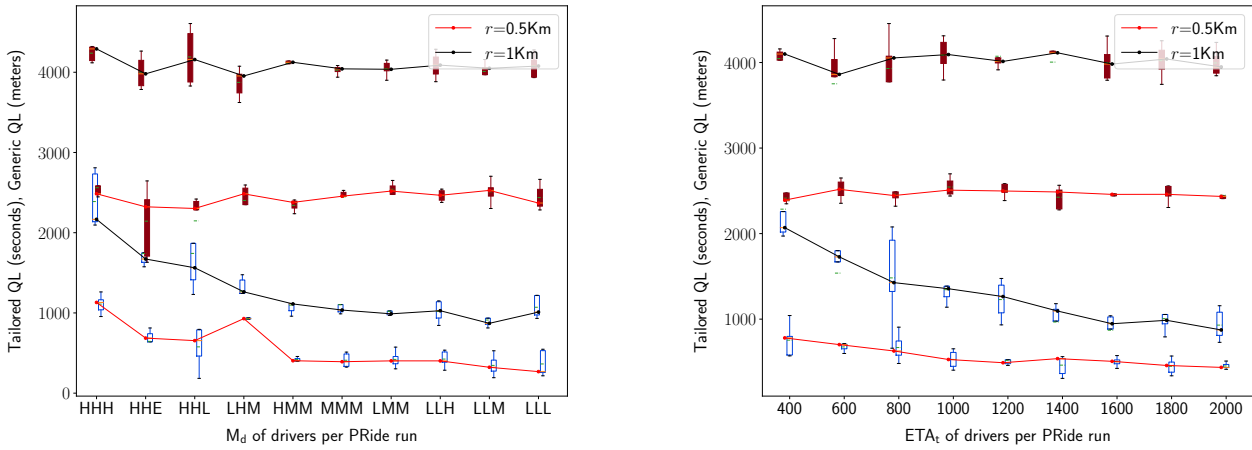 Tailored QL (seconds), Generic QL (meters)
4000
3000
2000
1000
0
r=0.5Km
r=1Km
HHH HHE HHL LHM HMM MMM LMM LLH LLM LLL
M_d of drivers per PRide run
Tailored QL (seconds), Generic QL (meters)
4000
3000
2000
1000
r=0.5Km
r=1Km
400 600 800 1000 1200 1400 1600 1800 2000
ETA_t of drivers per PRide run